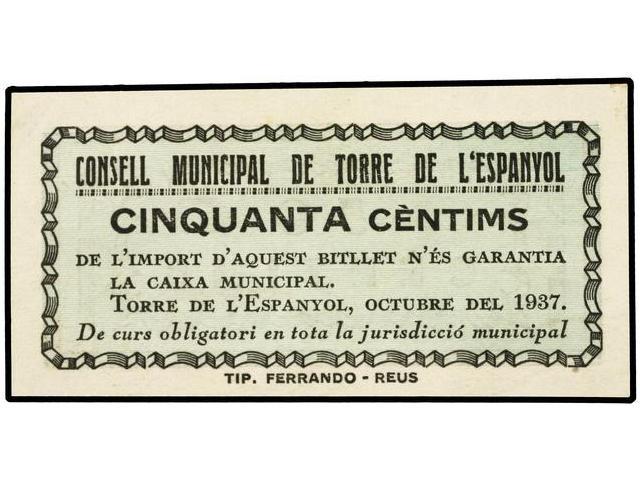 CONSELL MUNICIPAL DE TORRE DE L'ESPANYOL
CINQUANTA CÈNTIMS
DE L'IMPORT D'AQUEST BITLLET N'ÉS GARANTIA
LA CAIXA MUNICIPAL.
TORRE DE L'ESPANYOL, OCTUBRE DEL 1937.
De curs obligatori en tota la jurisdicció municipal
TIP. FERRANDO - REUS